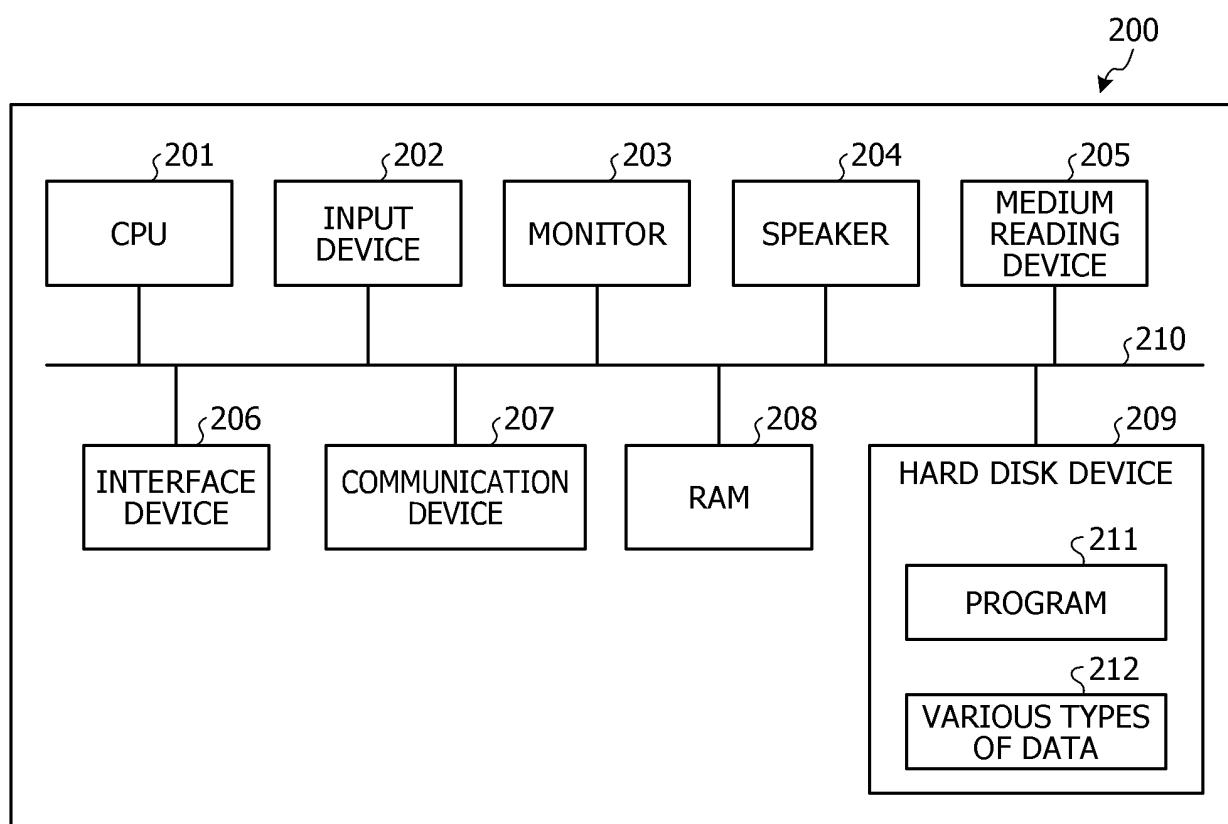 200
201
CPU
202
INPUT
DEVICE
203
MONITOR
204
SPEAKER
205
MEDIUM
READING
DEVICE
210
206
INTERFACE
DEVICE
207
COMMUNICATION
DEVICE
208
RAM
209
HARD DISK DEVICE
211
PROGRAM
212
VARIOUS TYPES
OF DATA